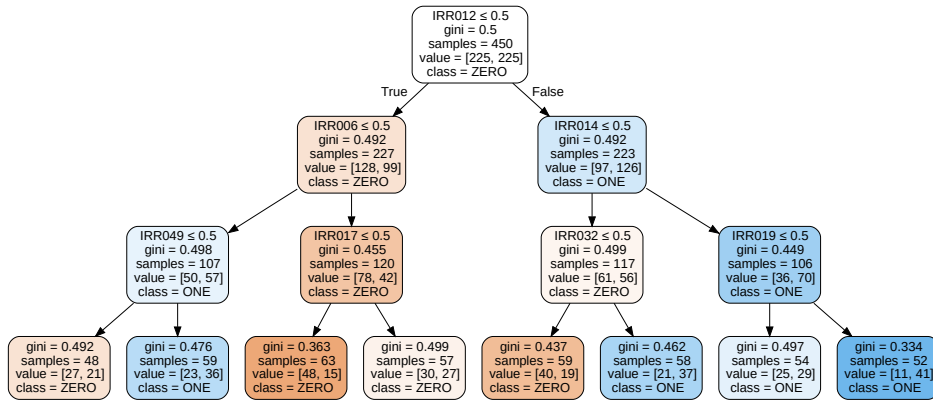 IRR012 ≤ 0.5
gini = 0.5
samples = 450
value = [225, 225]
class = ZERO
True
False
IRR006 ≤ 0.5
gini = 0.492
samples = 227
value = [128, 99]
class = ZERO
IRR014 ≤ 0.5
gini = 0.492
samples = 223
value = [97, 126]
class = ONE
IRR049 ≤ 0.5
gini = 0.498
samples = 107
value = [50, 57]
class = ONE
IRR017 ≤ 0.5
gini = 0.455
samples = 120
value = [78, 42]
class = ZERO
IRR032 ≤ 0.5
gini = 0.499
samples = 117
value = [61, 56]
class = ZERO
IRR019 ≤ 0.5
gini = 0.449
samples = 106
value = [36, 70]
class = ONE
gini = 0.492
samples = 48
value = [27, 21]
class = ZERO
gini = 0.476
samples = 59
value = [23, 36]
class = ONE
gini = 0.363
samples = 63
value = [48, 15]
class = ZERO
gini = 0.499
samples = 57
value = [30, 27]
class = ZERO
gini = 0.437
samples = 59
value = [40, 19]
class = ZERO
gini = 0.462
samples = 58
value = [21, 37]
class = ONE
gini = 0.497
samples = 54
value = [25, 29]
class = ONE
gini = 0.334
samples = 52
value = [11, 41]
class = ONE